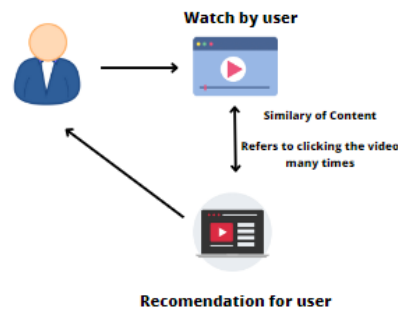 Watch by user
Similary of Content
Refers to clicking the video
many times
Recomendation for user